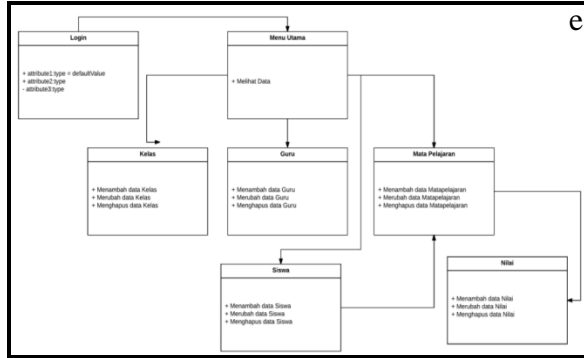 e
Login
+ attribute1:type = defaultValue
+ attribute2:type
- attribute3:type
Menu Utama
+ Melihat Data
Kelas
+ Menambah data Kelas
+ Merubah data Kelas
+ Menghapus data Kelas
Guru
+ Menambah data Guru
+ Merubah data Guru
+ Menghapus data Guru
Mata Pelajaran
+ Menambah data Matapelajaran
+ Merubah data Matapelajaran
+ Menghapus data Matapelajaran
Siswa
+ Menambah data Siswa
+ Merubah data Siswa
+ Menghapus data Siswa
Nilai
+ Menambah data Nilai
+ Merubah data Nilai
+ Menghapus data Nilai